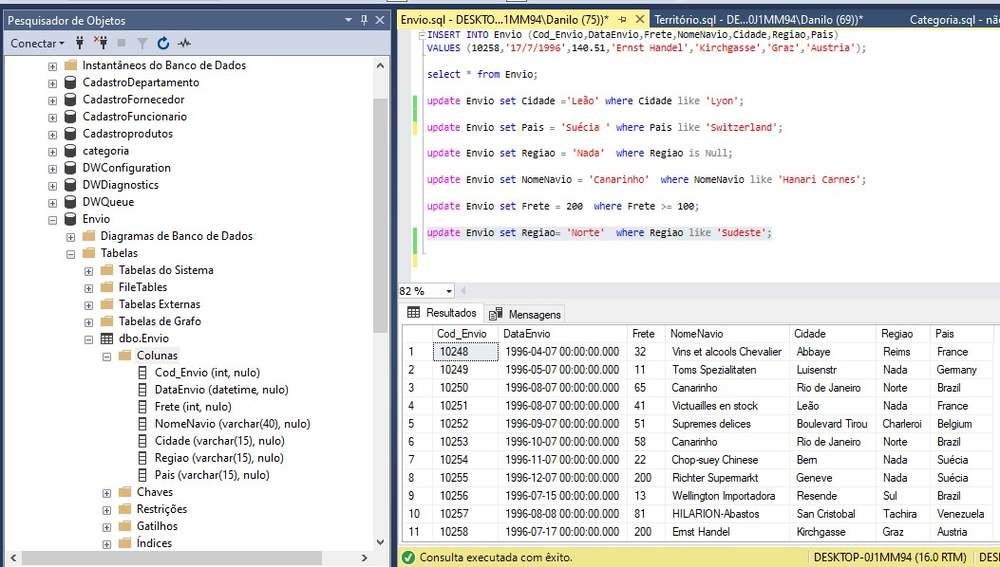 Pesquisador de Objetos
Conectar
Instantâneos do Banco de Dados
CadastroDepartamento
CadastroFornecedor
CadastroFuncionario
Cadastroprodutos
categoria
DWConfiguration
DWDiagnostics
DWQueue
Envio
Diagramas de Banco de Dados
Tabelas
Tabelas do Sistema
FileTables
Tabelas Externas
Tabelas de Grafo
dbo.Envio
Colunas
Cod_Envio (int, nulo)
DataEnvio (datetime, nulo)
Frete (int, nulo)
NomeNavio (varchar(40), nulo)
Cidade (varchar(15), nulo)
Regiao (varchar(15), nulo)
Pais (varchar(15), nulo)
Chaves
Restrições
Gatilhos
Índices
Envio.sql - DESKTO...1MM94\Danilo (75))* Território.sql - DE...0J1MM94\Danilo (69))* Categoria.sql - nã
INSERT INTO Envio (Cod_Envio,DataEnvio,Frete,NomeNavio,Cidade,Regiao,Pais)
VALUES (10258,'17/7/1996',140.51,'Ernst Handel','Kirchgasse','Graz','Austria');
select * from Envio;
update Envio set Cidade ='Leão' where Cidade like 'Lyon';
update Envio set Pais = 'Suécia ' where Pais like 'Switzerland';
update Envio set Regiao = 'Nada'  where Regiao is Null;
update Envio set NomeNavio = 'Canarinho'  where NomeNavio like 'Hanari Carnes';
update Envio set Frete = 200  where Frete >= 100;
update Envio set Regiao= 'Norte'  where Regiao like 'Sudeste';
82 %
Resultados Mensagens
Cod_Envio DataEnvio Frete NomeNavio Cidade Regiao Pais
1 10248 1996-04-07 00:00:00.000 32 Vins et alcools Chevalier Abbaye Reims France
2 10249 1996-05-07 00:00:00.000 11 Toms Spezialitaten Luisenstr Nada Germany
3 10250 1996-08-07 00:00:00.000 65 Canarinho Rio de Janeiro Norte Brazil
4 10251 1996-08-07 00:00:00.000 41 Victuailles en stock Leão Nada France
5 10252 1996-09-07 00:00:00.000 51 Supremes delices Boulevard Tirou Charleroi Belgium
6 10253 1996-10-07 00:00:00.000 58 Canarinho Rio de Janeiro Norte Brazil
7 10254 1996-11-07 00:00:00.000 22 Chop-suey Chinese Bern Nada Suécia
8 10255 1996-12-07 00:00:00.000 200 Richter Supermarkt Geneve Nada Suécia
9 10256 1996-07-15 00:00:00.000 13 Wellington Importadora Resende Sul Brazil
10 10257 1996-08-08 00:00:00.000 81 HILARION-Abastos San Cristobal Tachira Venezuela
11 10258 1996-07-17 00:00:00.000 200 Ernst Handel Kirchgasse Graz Austria
Consulta executada com êxito. DESKTOP-0J1MM94 (16.0 RTM) DES